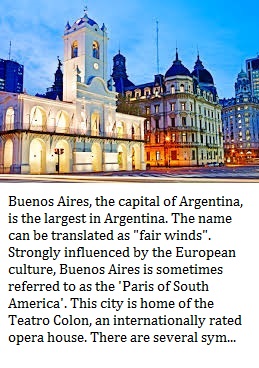 Buenos Aires, the capital of Argentina,
is the largest in Argentina. The name
can be translated as "fair winds".
Strongly influenced by the European
culture, Buenos Aires is sometimes
referred to as the 'Paris of South
America'. This city is home of the
Teatro Colon, an internationally rated
opera house. There are several sym...